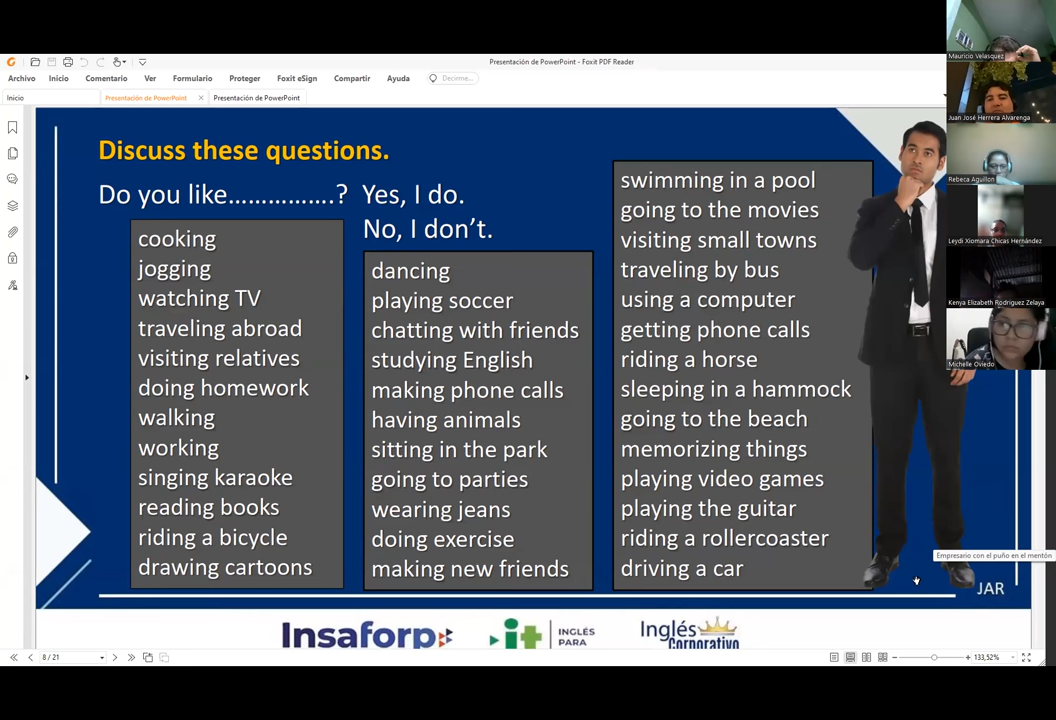 Presentación de PowerPoint - Foxit PDF Reader
Archivo Inicio Comentario Ver Formulario Proteger Foxit eSign Compartir Ayuda Decirme...
Inicio Presentación de PowerPoint Presentación de PowerPoint
Discuss these questions.
Do you like…………….? Yes, I do.
No, I don't.
cooking
jogging
watching TV
traveling abroad
visiting relatives
doing homework
walking
working
singing karaoke
reading books
riding a bicycle
drawing cartoons
dancing
playing soccer
chatting with friends
studying English
making phone calls
having animals
sitting in the park
going to parties
wearing jeans
doing exercise
making new friends
swimming in a pool
going to the movies
visiting small towns
traveling by bus
using a computer
getting phone calls
riding a horse
sleeping in a hammock
going to the beach
memorizing things
playing video games
playing the guitar
riding a rollercoaster
driving a car
Empresario con el puño en el mentón
JAR
Insaforp
it INGLÉS
PARA
Inglés
Corporativo
8 / 21
133,52%
Mauricio Velasquez
Juan José Herrera Alvarenga
Rebeca Aguillon
Leydi Xiomara Chicas Hernández
Kenya Elizabeth Rodriguez Zelaya
Michelle Oviedo